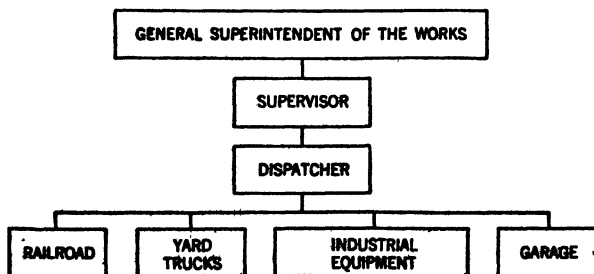 GENERAL SUPERINTENDENT OF THE WORKS
SUPERVISOR
DISPATCHER
RAILROAD
YARD
TRUCKS
INDUSTRIAL
EQUIPMENT
GARAGE